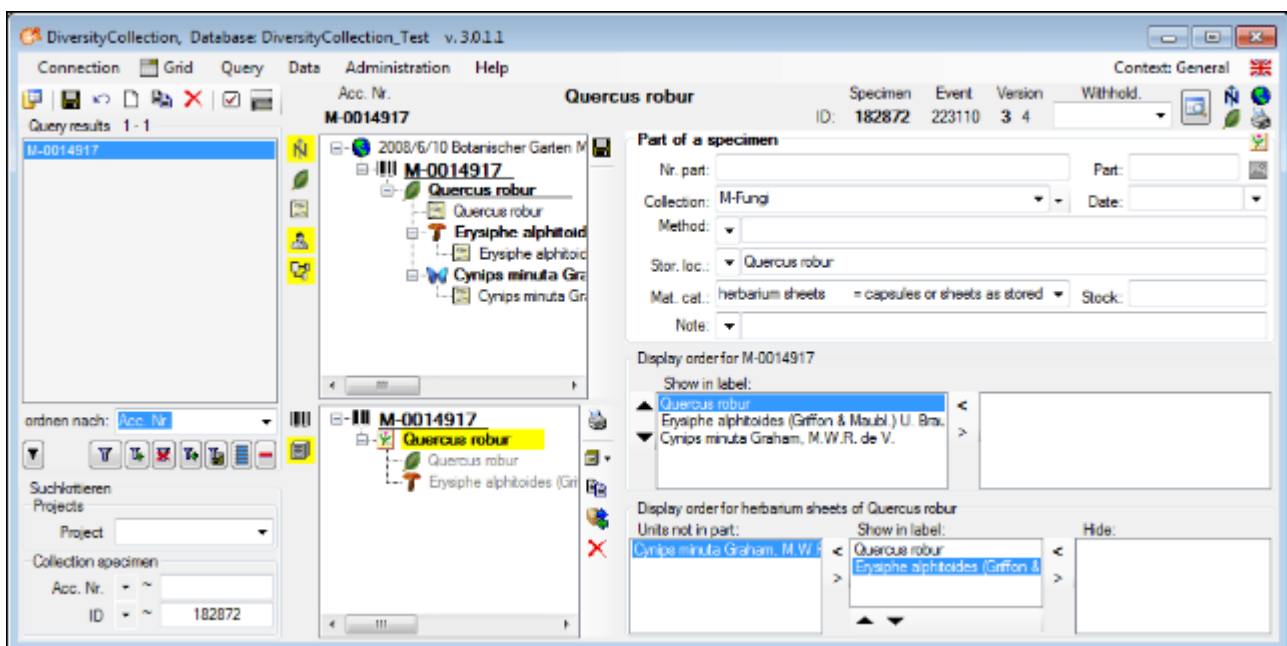 DiversityCollection, Database: DiversityCollection_Test v. 3.0.1.1
Connection Grid Query Data Administration Help Context: General
Query results 1 - 1
M-0014917
ordnen nach: Acc. Nr.
Suchkriterien
Projects
Project
Collection specimen
Acc. Nr. ~
ID ~ 182872
Acc. Nr. Quercus robur Specimen Event Version Withhold.
M-0014917 ID: 182872 223110 3 4
2008/6/10 Botanischer Garten M
M-0014917
Quercus robur
Quercus robur
Erysiphe alphitoid
Erysiphe alphitoid
Cynips minuta Gra
Cynips minuta Gr
M-0014917
Quercus robur
Quercus robur
Erysiphe alphitoides (Grif
Part of a specimen
Nr. part: Part:
Collection: M-Fungi Date:
Method:
Stor. loc.: Quercus robur
Mat. cat.: herbarium sheets = capsules or sheets as stored Stock:
Note:
Display order for M-0014917
Show in label:
Quercus robur <
Erysiphe alphitoides (Griffon & Maubl.) U. Brau.
Cynips minuta Graham, M.W.R. de V. >
Display order for herbarium sheets of Quercus robur
Units not in part: Show in label: Hide:
Cynips minuta Graham, M.W.F < Quercus robur <
> Erysiphe alphitoides (Griffon & >